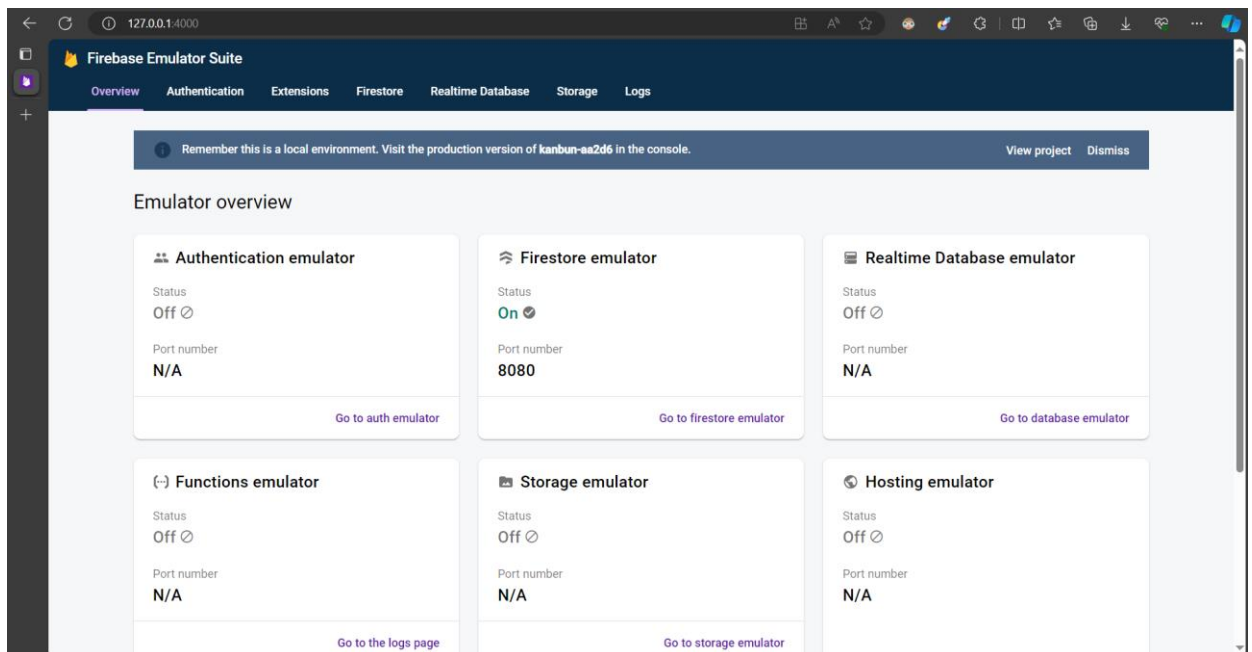 127.0.0.1:4000
Firebase Emulator Suite
Overview Authentication Extensions Firestore Realtime Database Storage Logs
Remember this is a local environment. Visit the production version of kanbun-aa2d6 in the console. View project Dismiss
Emulator overview
Authentication emulator
Status
Off
Port number
N/A
Go to auth emulator
Firestore emulator
Status
On
Port number
8080
Go to firestore emulator
Realtime Database emulator
Status
Off
Port number
N/A
Go to database emulator
Functions emulator
Status
Off
Port number
N/A
Go to the logs page
Storage emulator
Status
Off
Port number
N/A
Go to storage emulator
Hosting emulator
Status
Off
Port number
N/A